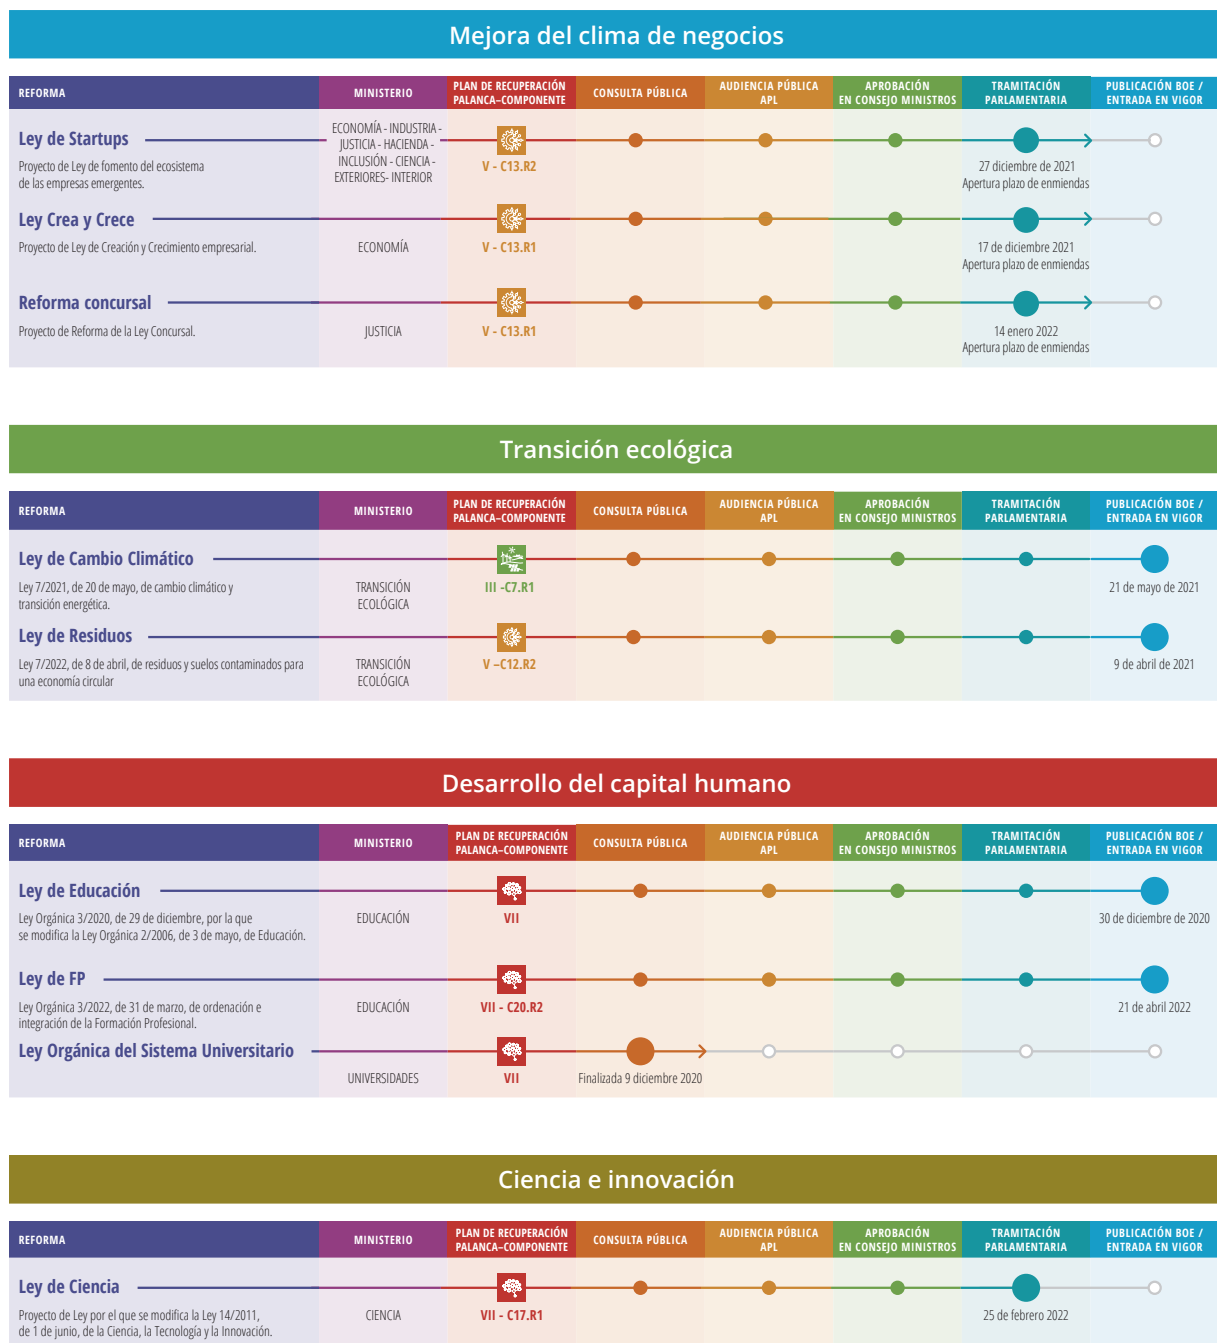 Mejora del clima de negocios
REFORMA
MINISTERIO
PLAN DE RECUPERACIÓN
PALANCA–COMPONENTE
CONSULTA PÚBLICA
AUDIENCIA PÚBLICA
APL
APROBACIÓN
EN CONSEJO MINISTROS
TRAMITACIÓN
PARLAMENTARIA
PUBLICACIÓN BOE /
ENTRADA EN VIGOR
Ley de Startups
Proyecto de Ley de fomento del ecosistema
de las empresas emergentes.
ECONOMÍA - INDUSTRIA -
JUSTICIA - HACIENDA -
INCLUSIÓN - CIENCIA -
EXTERIORES- INTERIOR
V - C13.R2
27 diciembre de 2021
Apertura plazo de enmiendas
Ley Crea y Crece
Proyecto de Ley de Creación y Crecimiento empresarial.
ECONOMÍA
V - C13.R1
17 de diciembre 2021
Apertura plazo de enmiendas
Reforma concursal
Proyecto de Reforma de la Ley Concursal.
JUSTICIA
V - C13.R1
14 enero 2022
Apertura plazo de enmiendas
Transición ecológica
REFORMA
MINISTERIO
PLAN DE RECUPERACIÓN
PALANCA–COMPONENTE
CONSULTA PÚBLICA
AUDIENCIA PÚBLICA
APL
APROBACIÓN
EN CONSEJO MINISTROS
TRAMITACIÓN
PARLAMENTARIA
PUBLICACIÓN BOE /
ENTRADA EN VIGOR
Ley de Cambio Climático
Ley 7/2021, de 20 de mayo, de cambio climático y
transición energética.
TRANSICIÓN
ECOLÓGICA
III -C7.R1
21 de mayo de 2021
Ley de Residuos
Ley 7/2022, de 8 de abril, de residuos y suelos contaminados para
una economía circular
TRANSICIÓN
ECOLÓGICA
V –C12.R2
9 de abril de 2021
Desarrollo del capital humano
REFORMA
MINISTERIO
PLAN DE RECUPERACIÓN
PALANCA–COMPONENTE
CONSULTA PÚBLICA
AUDIENCIA PÚBLICA
APL
APROBACIÓN
EN CONSEJO MINISTROS
TRAMITACIÓN
PARLAMENTARIA
PUBLICACIÓN BOE /
ENTRADA EN VIGOR
Ley de Educación
Ley Orgánica 3/2020, de 29 de diciembre, por la que
se modifica la Ley Orgánica 2/2006, de 3 de mayo, de Educación.
EDUCACIÓN
VII
30 de diciembre de 2020
Ley de FP
Ley Orgánica 3/2022, de 31 de marzo, de ordenación e
integración de la Formación Profesional.
EDUCACIÓN
VII - C20.R2
21 de abril 2022
Ley Orgánica del Sistema Universitario
UNIVERSIDADES
VII
Finalizada 9 diciembre 2020
Ciencia e innovación
REFORMA
MINISTERIO
PLAN DE RECUPERACIÓN
PALANCA–COMPONENTE
CONSULTA PÚBLICA
AUDIENCIA PÚBLICA
APL
APROBACIÓN
EN CONSEJO MINISTROS
TRAMITACIÓN
PARLAMENTARIA
PUBLICACIÓN BOE /
ENTRADA EN VIGOR
Ley de Ciencia
Proyecto de Ley por el que se modifica la Ley 14/2011,
de 1 de junio, de la Ciencia, la Tecnología y la Innovación.
CIENCIA
VII - C17.R1
25 de febrero 2022